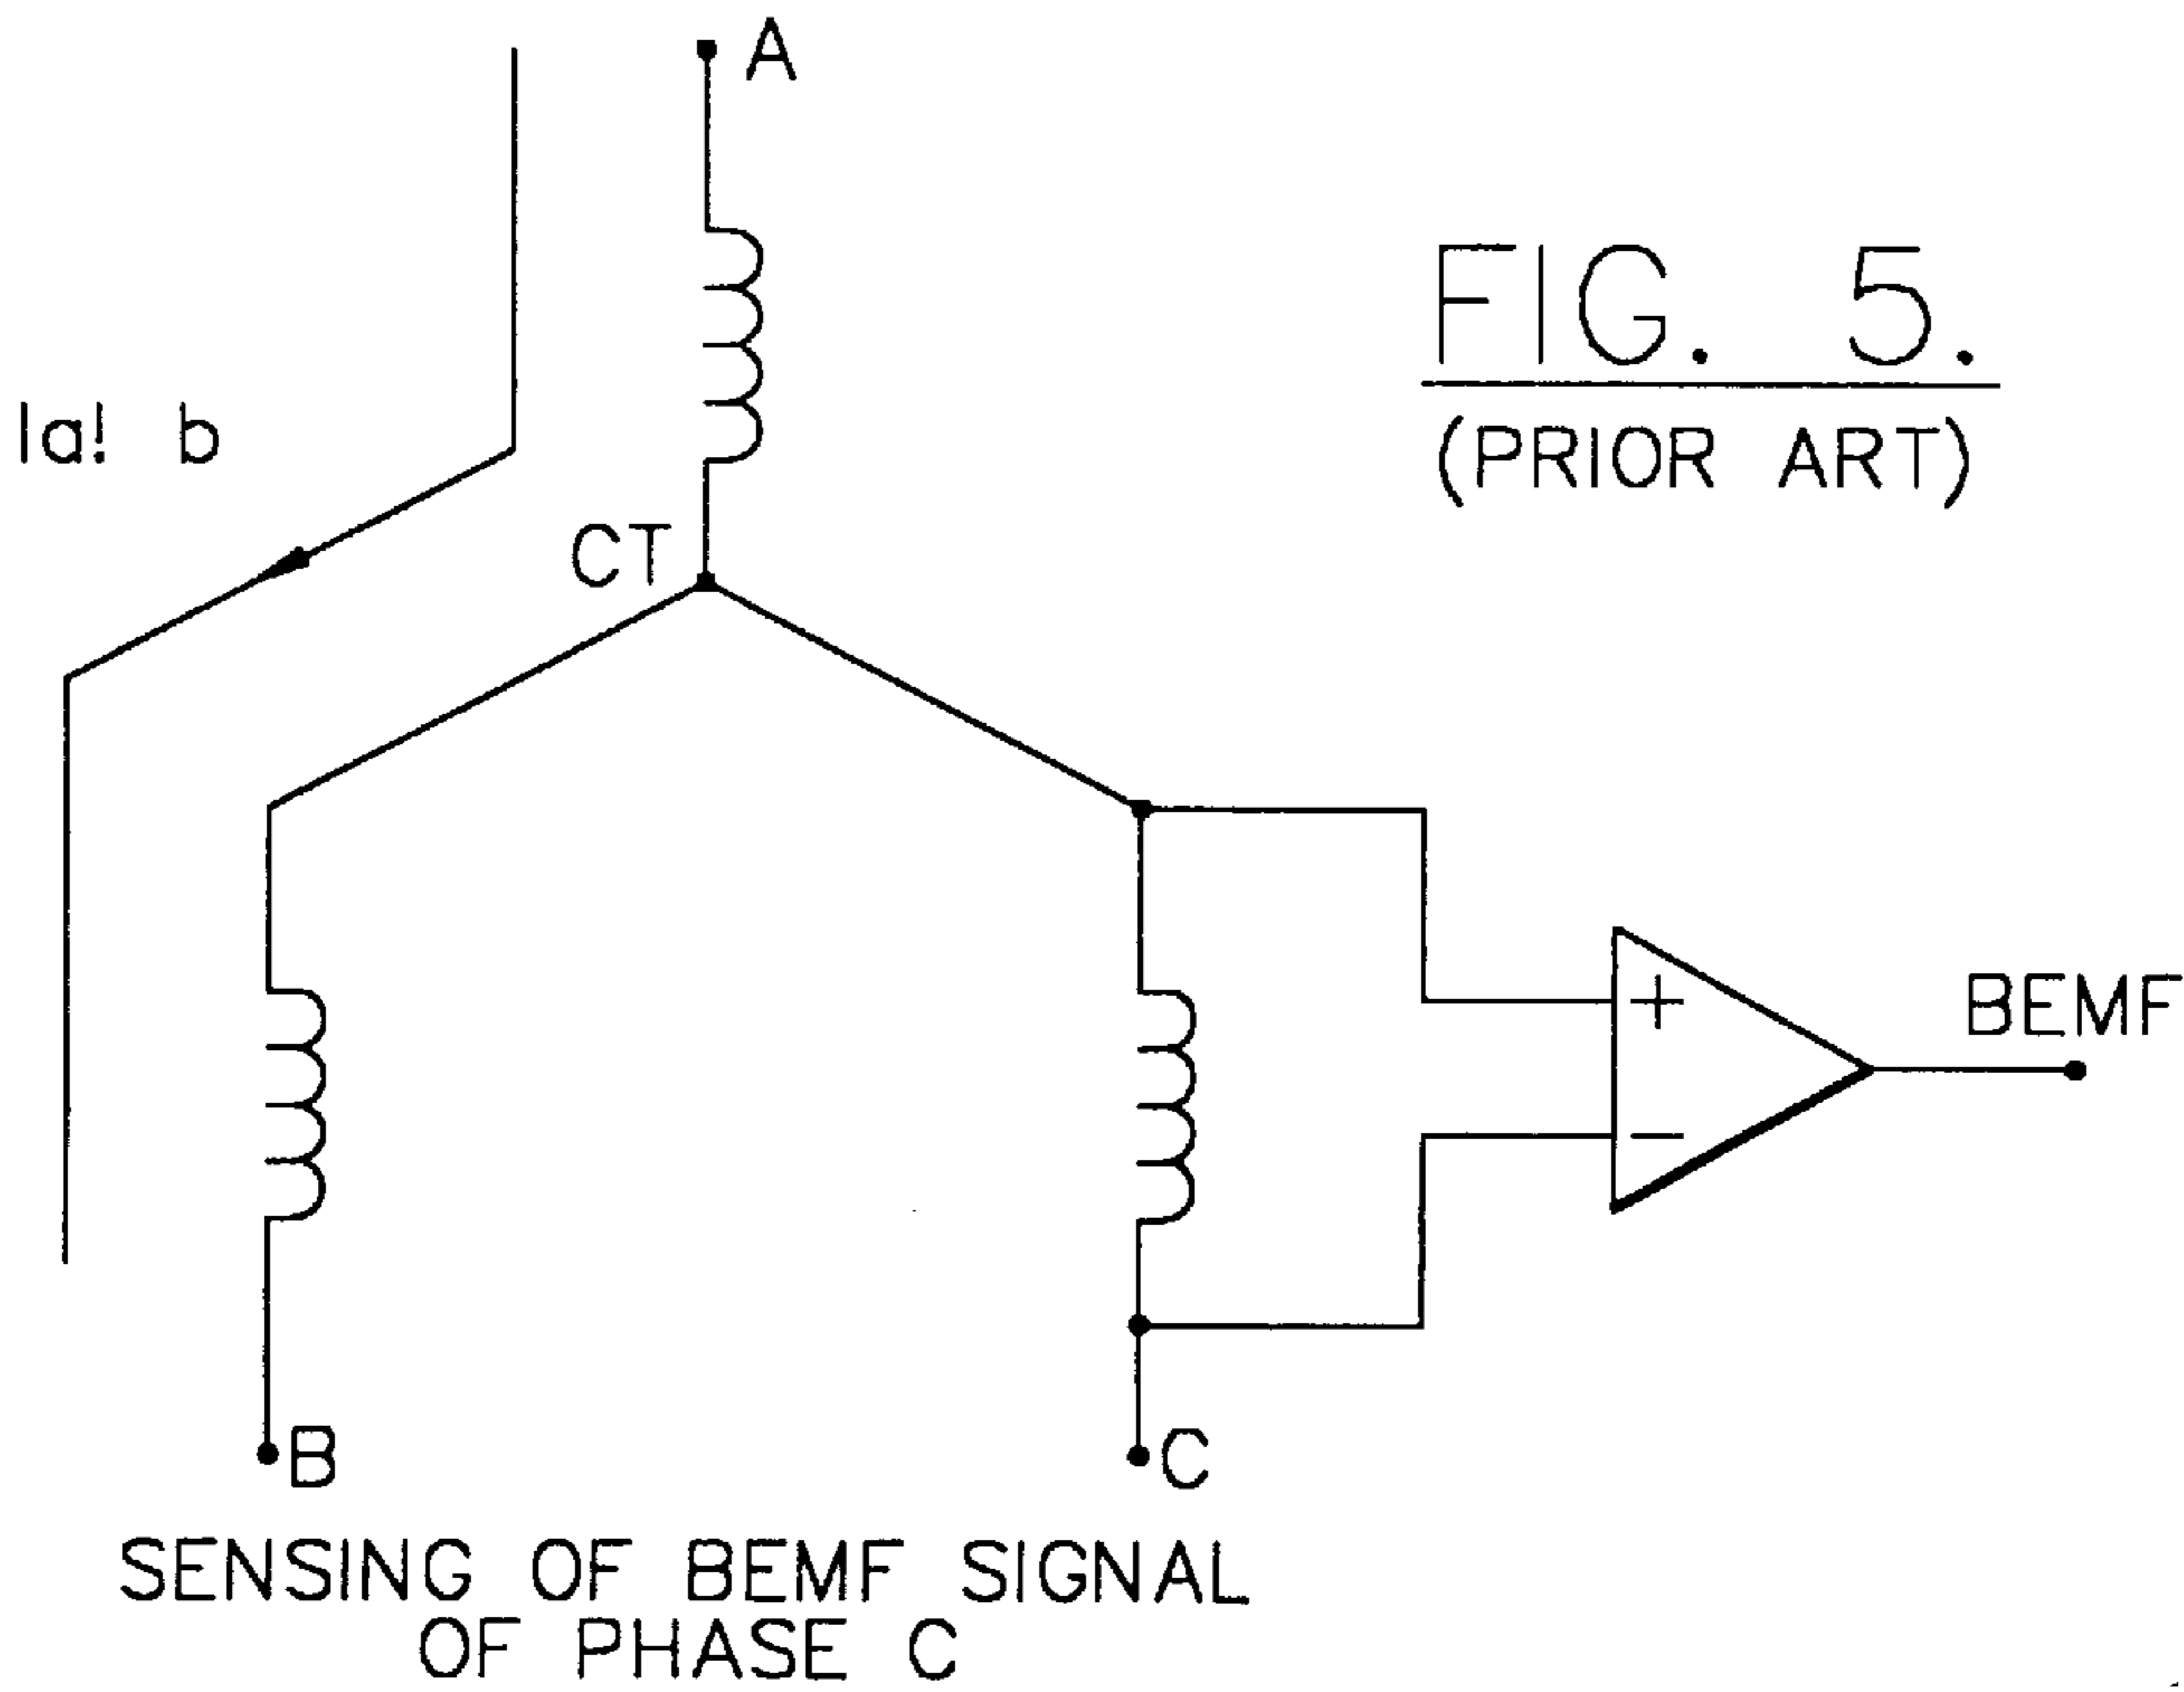 A
FIG. 5.
(PRIOR ART)
Ia! b
CT
+
BEMF
−
B
C
SENSING OF BEMF SIGNAL
OF PHASE C